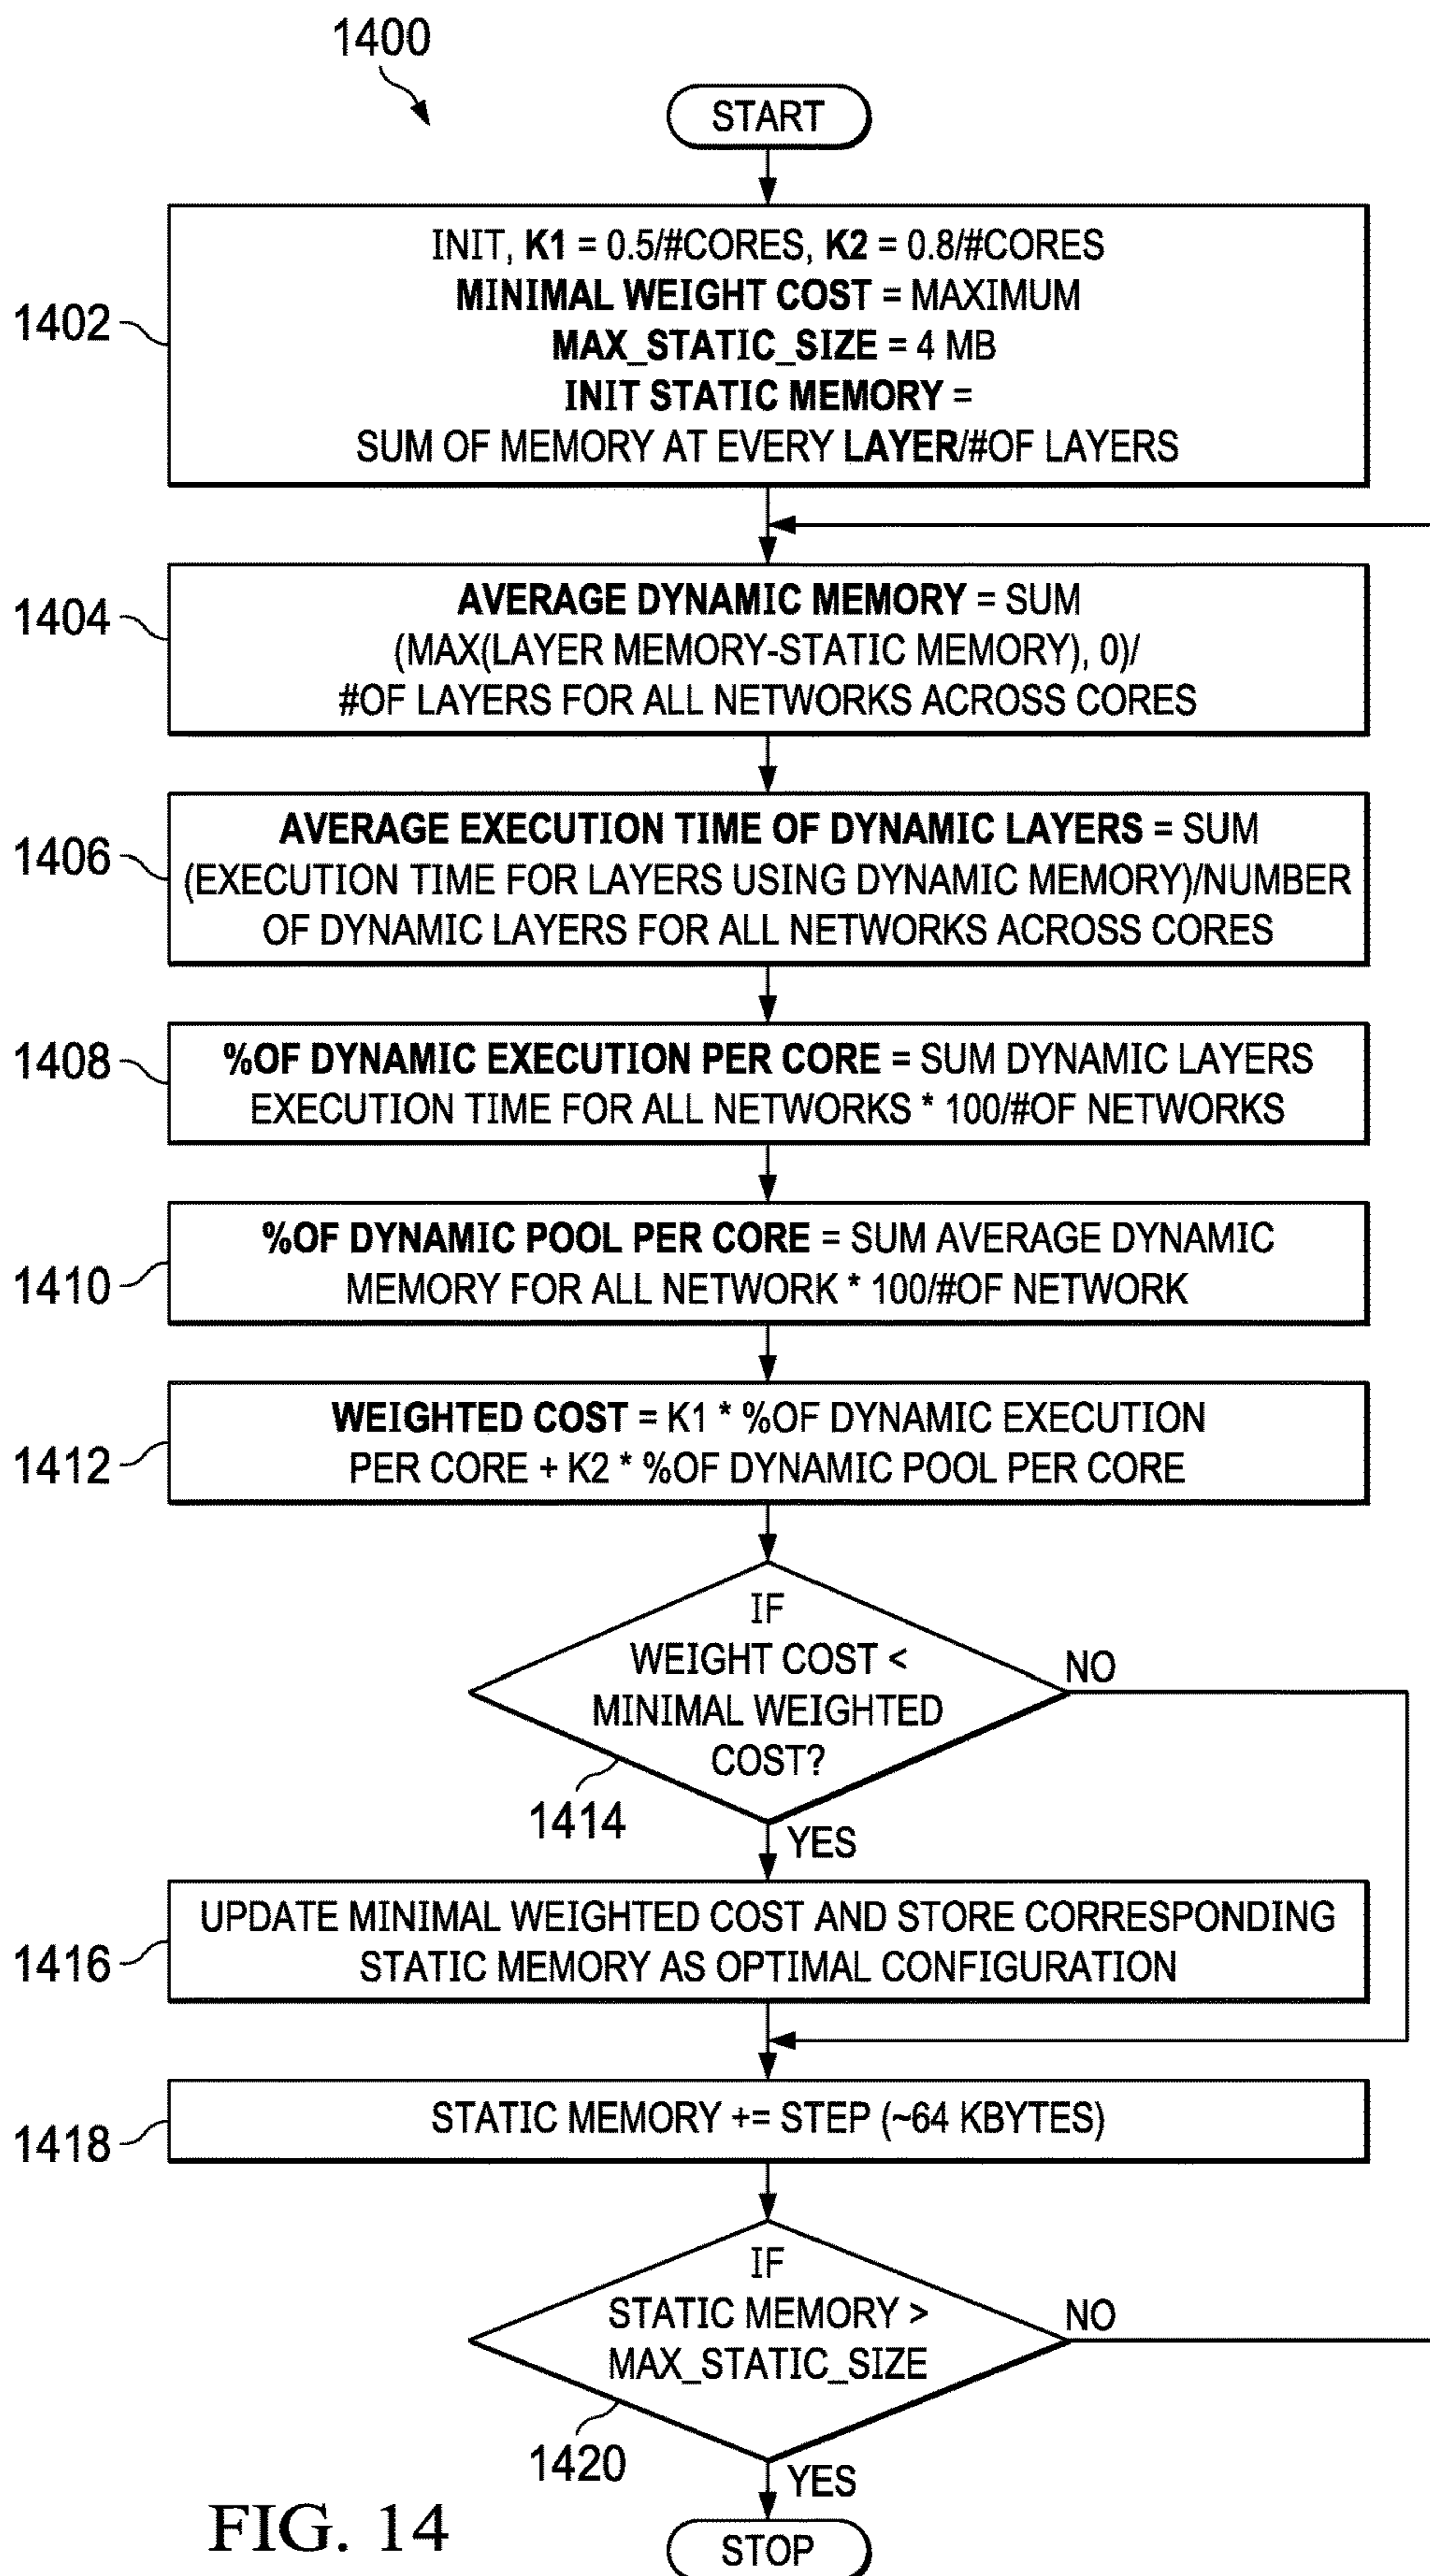 1400
START
INIT, K1 = 0.5/#CORES, K2 = 0.8/#CORES
MINIMAL WEIGHT COST = MAXIMUM
MAX_STATIC_SIZE = 4 MB
INIT STATIC MEMORY =
SUM OF MEMORY AT EVERY LAYER/#OF LAYERS
1402
AVERAGE DYNAMIC MEMORY = SUM
(MAX(LAYER MEMORY-STATIC MEMORY), 0)/
#OF LAYERS FOR ALL NETWORKS ACROSS CORES
1404
AVERAGE EXECUTION TIME OF DYNAMIC LAYERS = SUM
(EXECUTION TIME FOR LAYERS USING DYNAMIC MEMORY)/NUMBER
OF DYNAMIC LAYERS FOR ALL NETWORKS ACROSS CORES
1406
%OF DYNAMIC EXECUTION PER CORE = SUM DYNAMIC LAYERS
EXECUTION TIME FOR ALL NETWORKS * 100/#OF NETWORKS
1408
%OF DYNAMIC POOL PER CORE = SUM AVERAGE DYNAMIC
MEMORY FOR ALL NETWORK * 100/#OF NETWORK
1410
WEIGHTED COST = K1 * %OF DYNAMIC EXECUTION
PER CORE + K2 * %OF DYNAMIC POOL PER CORE
1412
IF
WEIGHT COST <
MINIMAL WEIGHTED
COST?
NO
1414
YES
UPDATE MINIMAL WEIGHTED COST AND STORE CORRESPONDING
STATIC MEMORY AS OPTIMAL CONFIGURATION
1416
STATIC MEMORY += STEP (~64 KBYTES)
1418
IF
STATIC MEMORY >
MAX_STATIC_SIZE
NO
1420
YES
STOP
FIG. 14